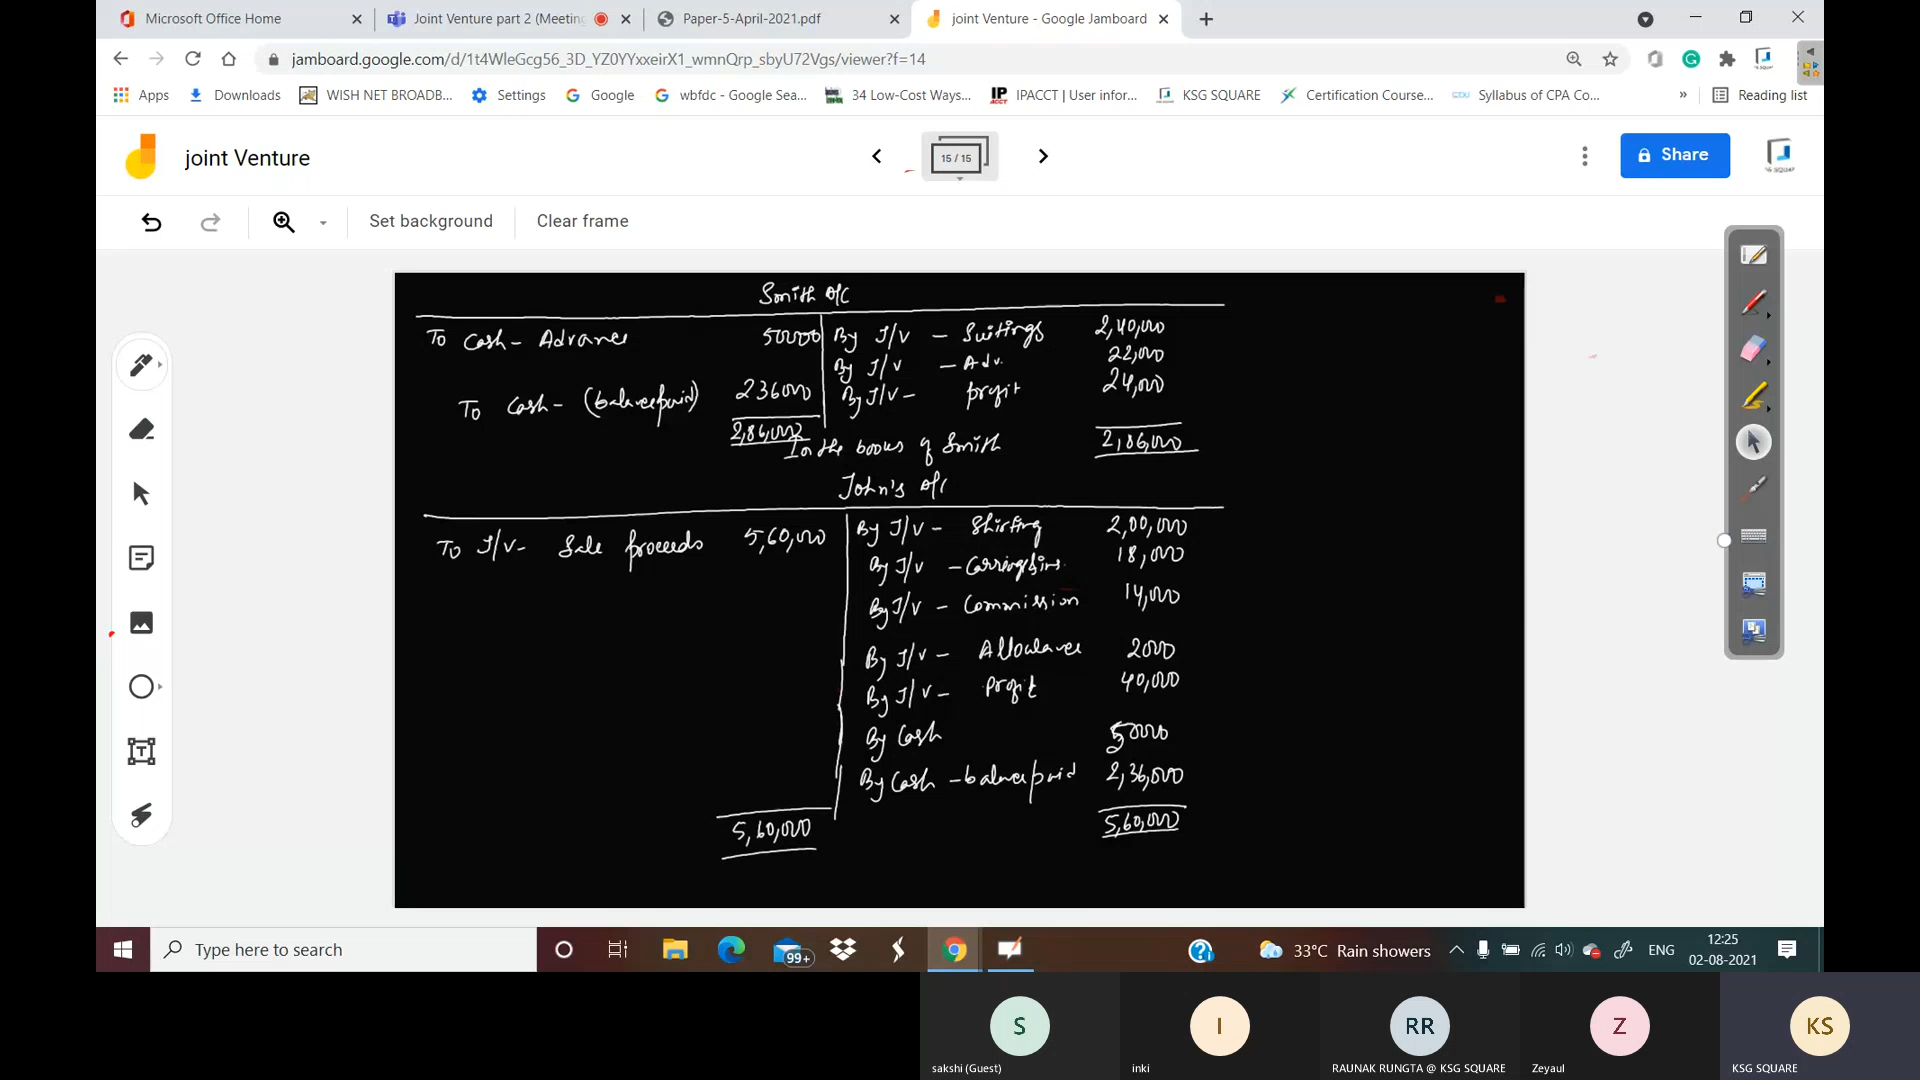 Microsoft Office Home
Joint Venture part 2 (Meeting
Paper-5-April-2021.pdf
joint Venture - Google Jamboard
jamboard.google.com/d/1t4WleGcg56_3D_YZ0YYxxeirX1_wmnQrp_sbyU72Vgs/viewer?f=14
Apps
Downloads
WISH NET BROADB...
Settings
Google
wbfdc - Google Sea...
34 Low-Cost Ways...
IPACCT | User infor...
KSG SQUARE
Certification Course...
Syllabus of CPA Co...
»
Reading list
joint Venture
15 / 15
Share
Set background
Clear frame
Smith A/C
To Cash - Advance 50000 By J/V - Suitings 2,40,000
By J/V - Adv. 22,000
To Cash - (balance paid) 236000 By J/V - profit 24,000
2,86,000 2,86,000
In the books of Smith
John's A/C
To J/V - Sale proceeds 5,60,000 By J/V - Shirting 2,00,000
By J/V - 18,000
By J/V - Commission 14,000
By J/V - Allowance 2000
By J/V - Profit 40,000
By Cash 50000
By Cash - balance paid 2,36,000
5,60,000 5,60,000
Type here to search
99+
33°C Rain showers
ENG
12:25
02-08-2021
S
I
RR
Z
KS
sakshi (Guest)
inki
RAUNAK RUNGTA @ KSG SQUARE
Zeyaul
KSG SQUARE